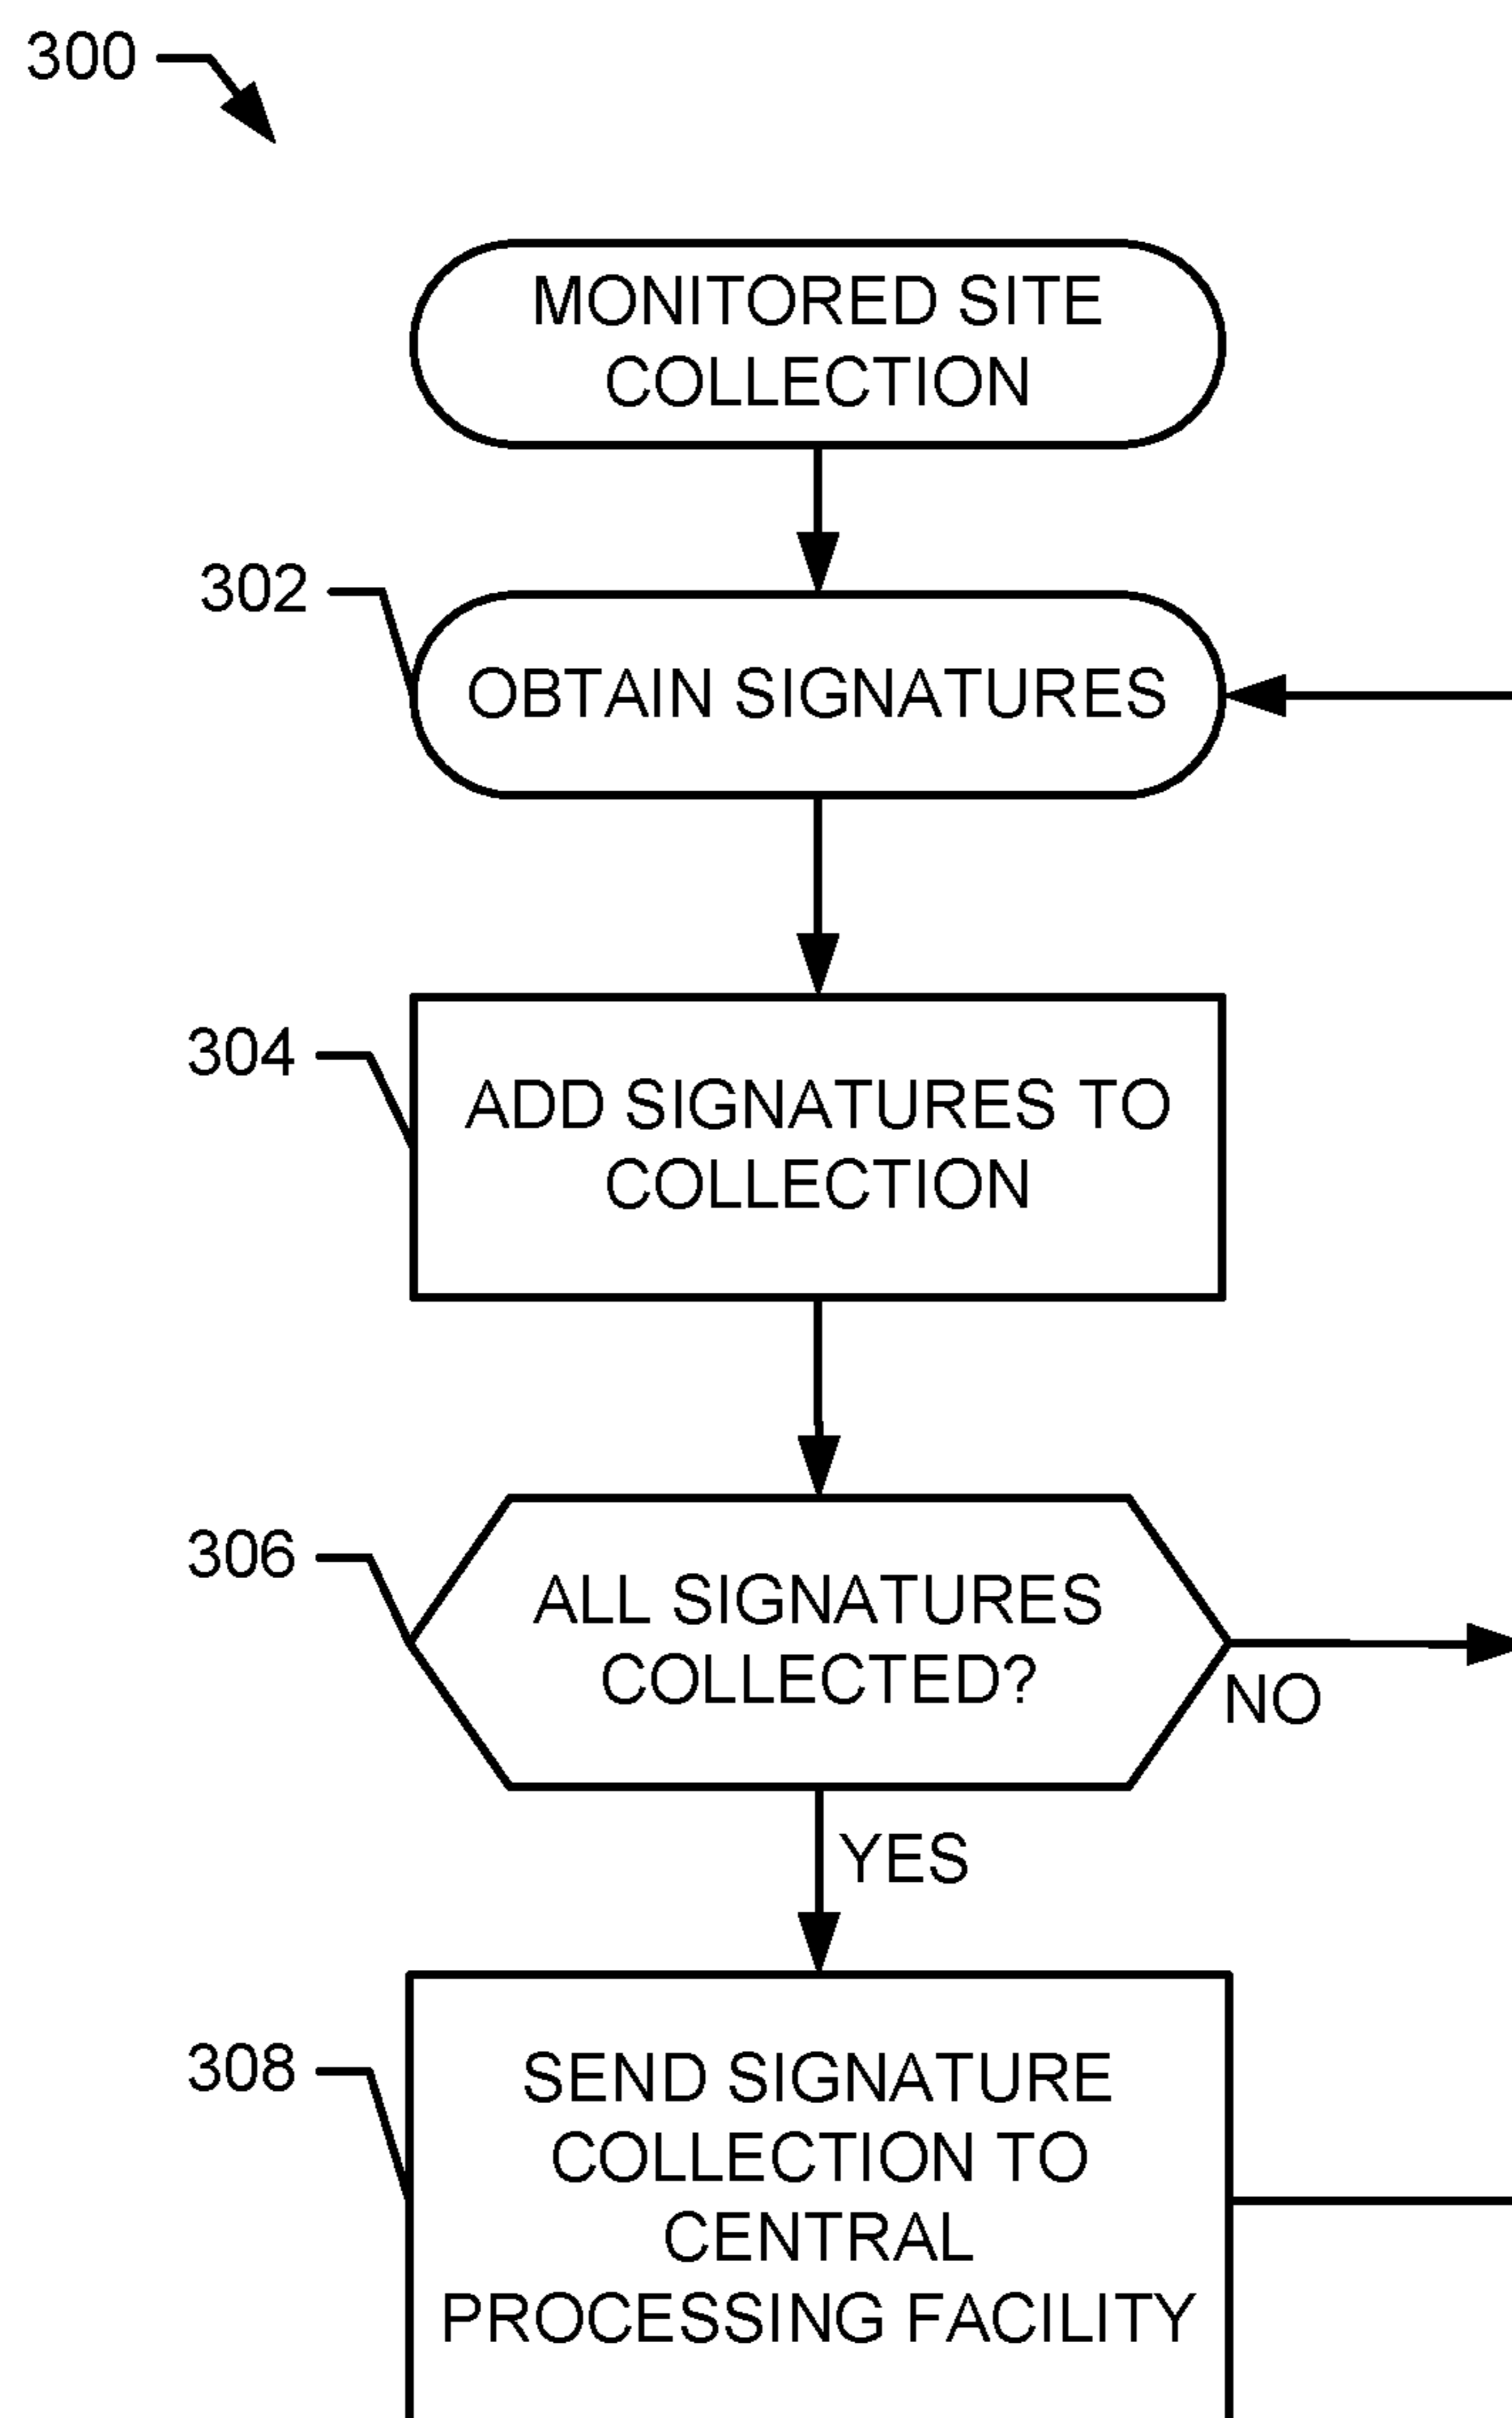 300
MONITORED SITE
COLLECTION
302
OBTAIN SIGNATURES
304
ADD SIGNATURES TO
COLLECTION
306
ALL SIGNATURES
COLLECTED?
NO
YES
308
SEND SIGNATURE
COLLECTION TO
CENTRAL
PROCESSING FACILITY